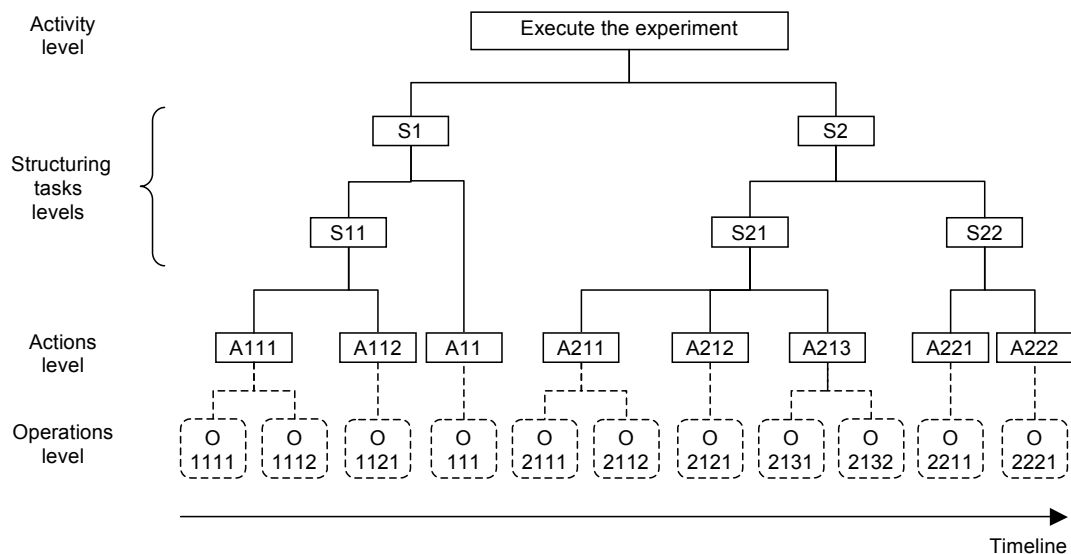 Activity
level
Execute the experiment
S1
S2
Structuring
tasks
levels
S11
S21
S22
Actions
level
A111
A112
A11
A211
A212
A213
A221
A222
Operations
level
O
1111
O
1112
O
1121
O
111
O
2111
O
2112
O
2121
O
2131
O
2132
O
2211
O
2221
Timeline